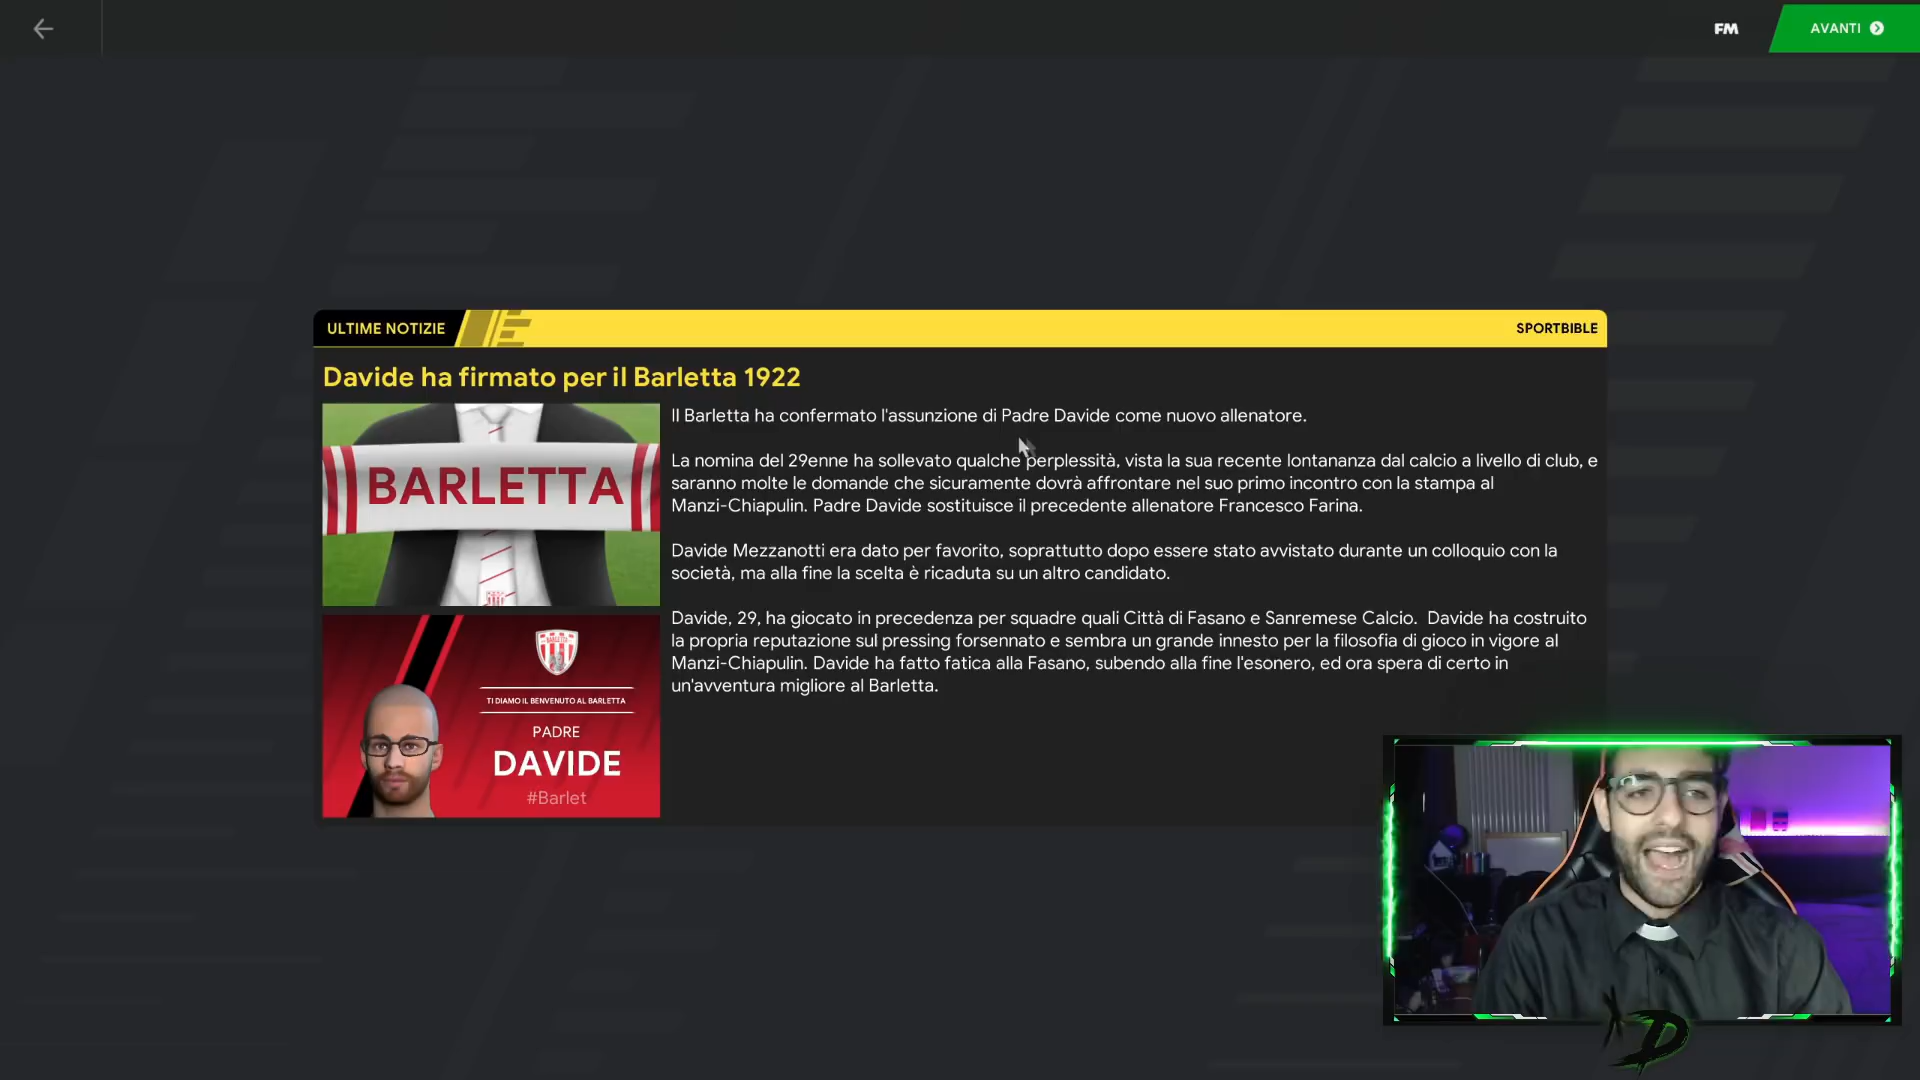 FM
AVANTI
ULTIME NOTIZIE
SPORTBIBLE
Davide ha firmato per il Barletta 1922
BARLETTA
Il Barletta ha confermato l'assunzione di Padre Davide come nuovo allenatore.
La nomina del 29enne ha sollevato qualche perplessità, vista la sua recente lontananza dal calcio a livello di club, e
saranno molte le domande che sicuramente dovrà affrontare nel suo primo incontro con la stampa al
Manzi-Chiapulin. Padre Davide sostituisce il precedente allenatore Francesco Farina.
Davide Mezzanotti era dato per favorito, soprattutto dopo essere stato avvistato durante un colloquio con la
società, ma alla fine la scelta è ricaduta su un altro candidato.
Davide, 29, ha giocato in precedenza per squadre quali Città di Fasano e Sanremese Calcio.  Davide ha costruito
la propria reputazione sul pressing forsennato e sembra un grande innesto per la filosofia di gioco in vigore al
Manzi-Chiapulin. Davide ha fatto fatica alla Fasano, subendo alla fine l'esonero, ed ora spera di certo in
un'avventura migliore al Barletta.
TI DIAMO IL BENVENUTO AL BARLETTA
PADRE
DAVIDE
#Barlet
D